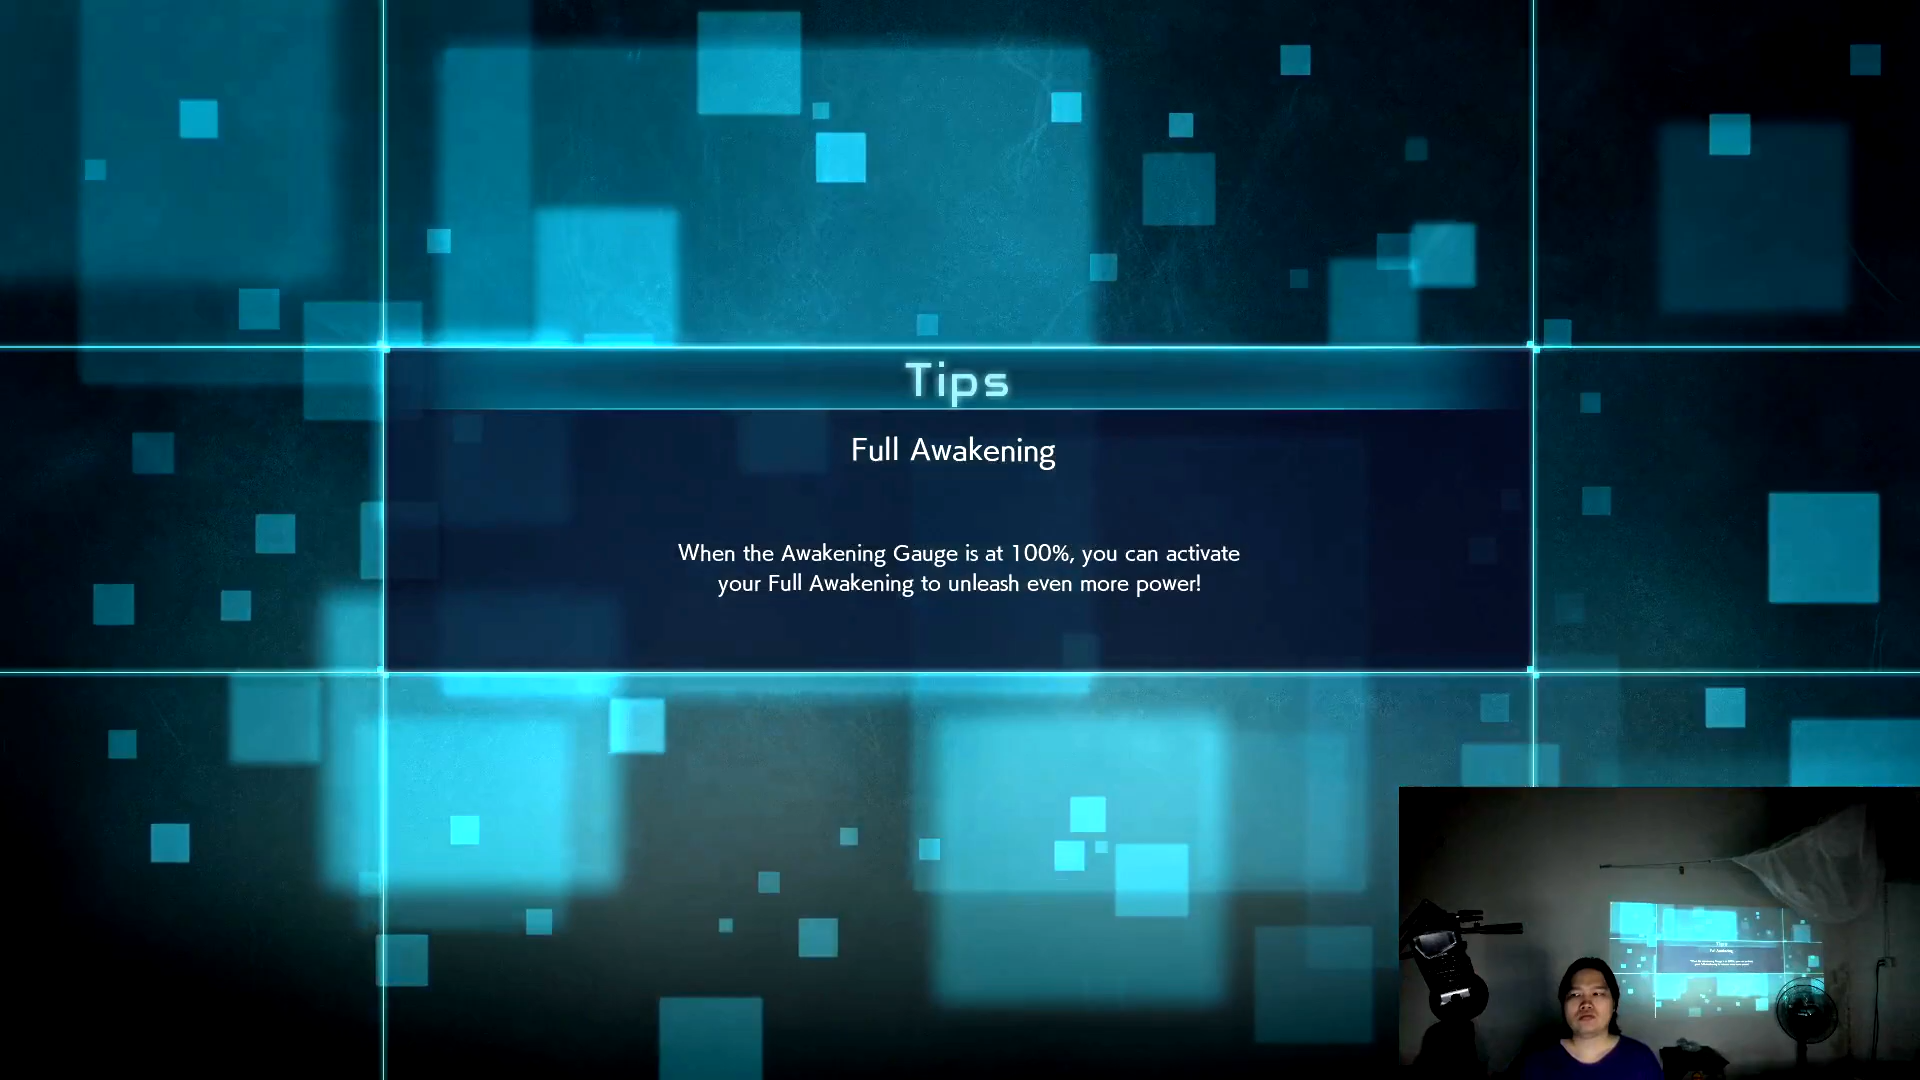 Tips
Full Awakening
When the Awakening Gauge is at 100%, you can activate
your Full Awakening to unleash even more power!